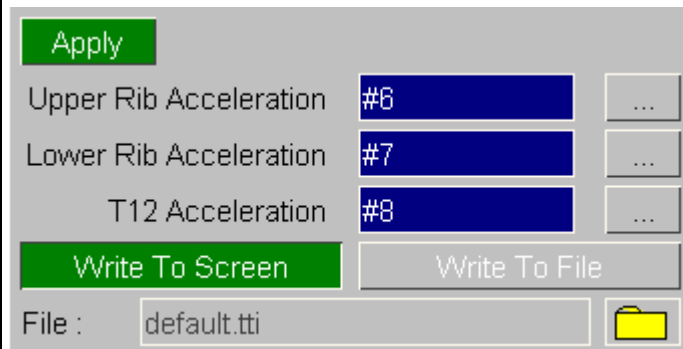 Apply
Upper Rib Acceleration #6 ...
Lower Rib Acceleration #7 ...
T12 Acceleration #8 ...
Write To Screen Write To File
File : default.tti